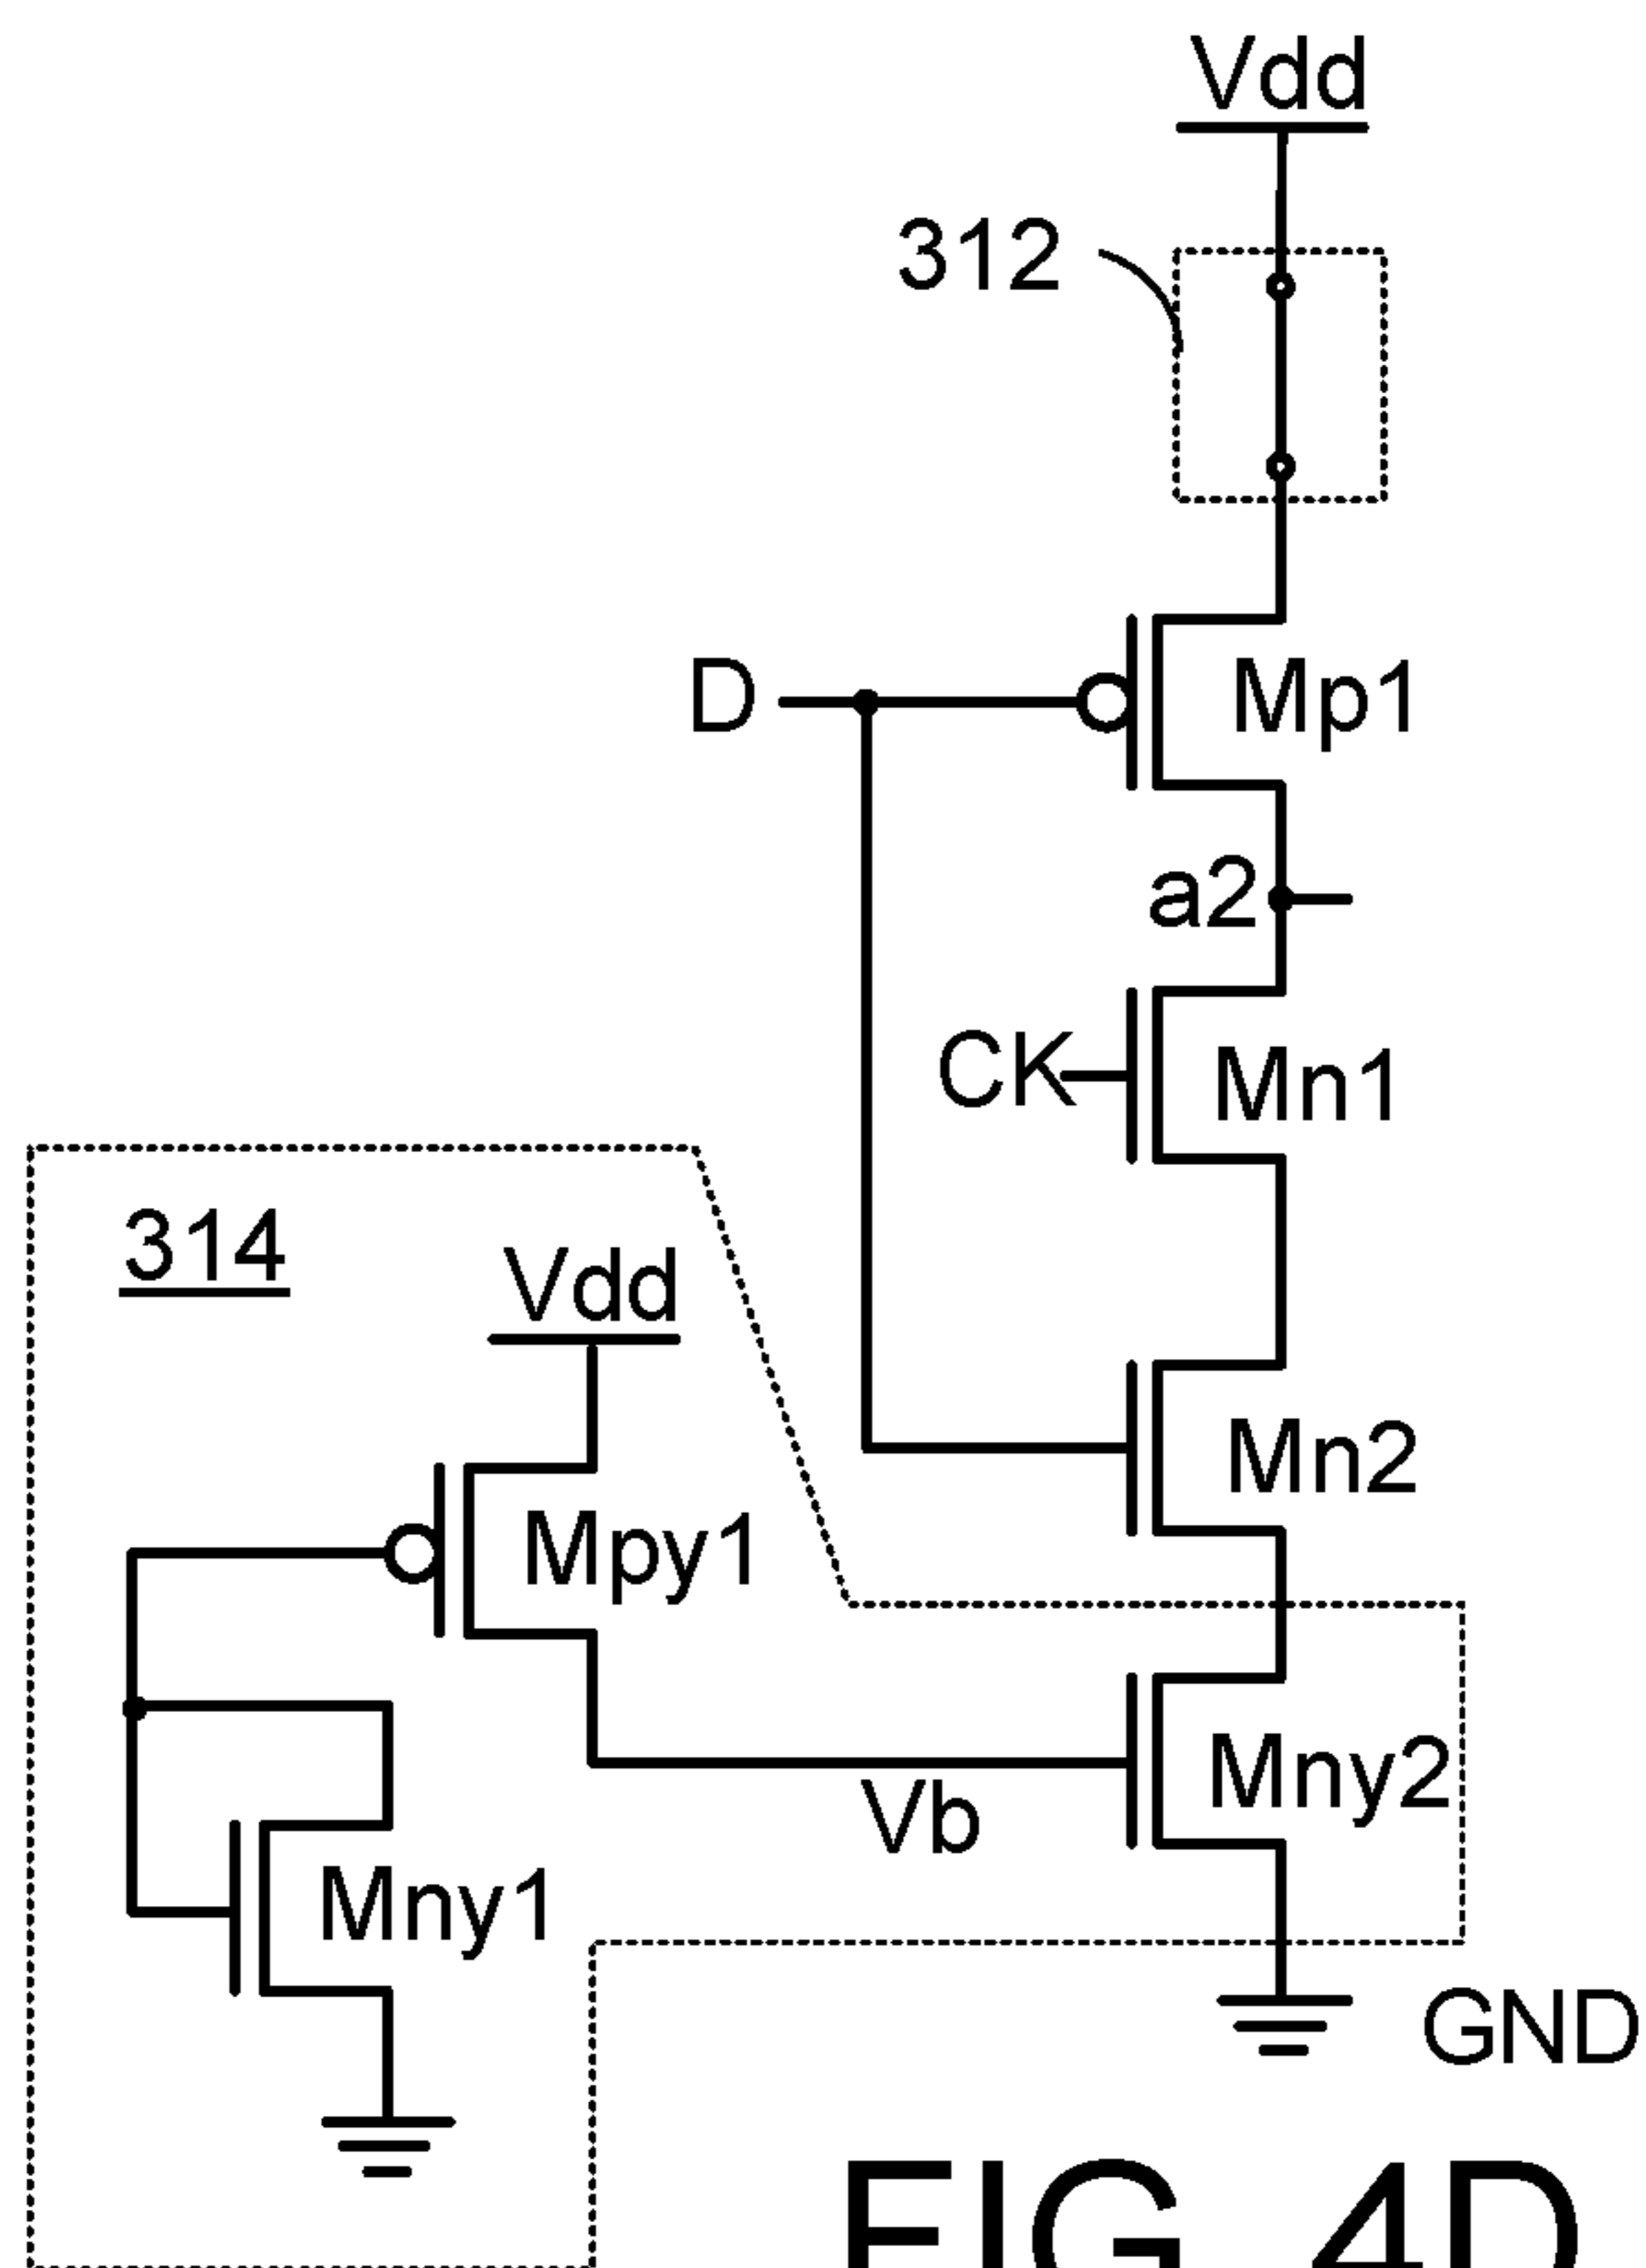 Vdd
312
D
Mp1
a2
CK
Mn1
314
Vdd
Mn2
Mpy1
Mny2
Vb
Mny1
GND
FIG. 4D